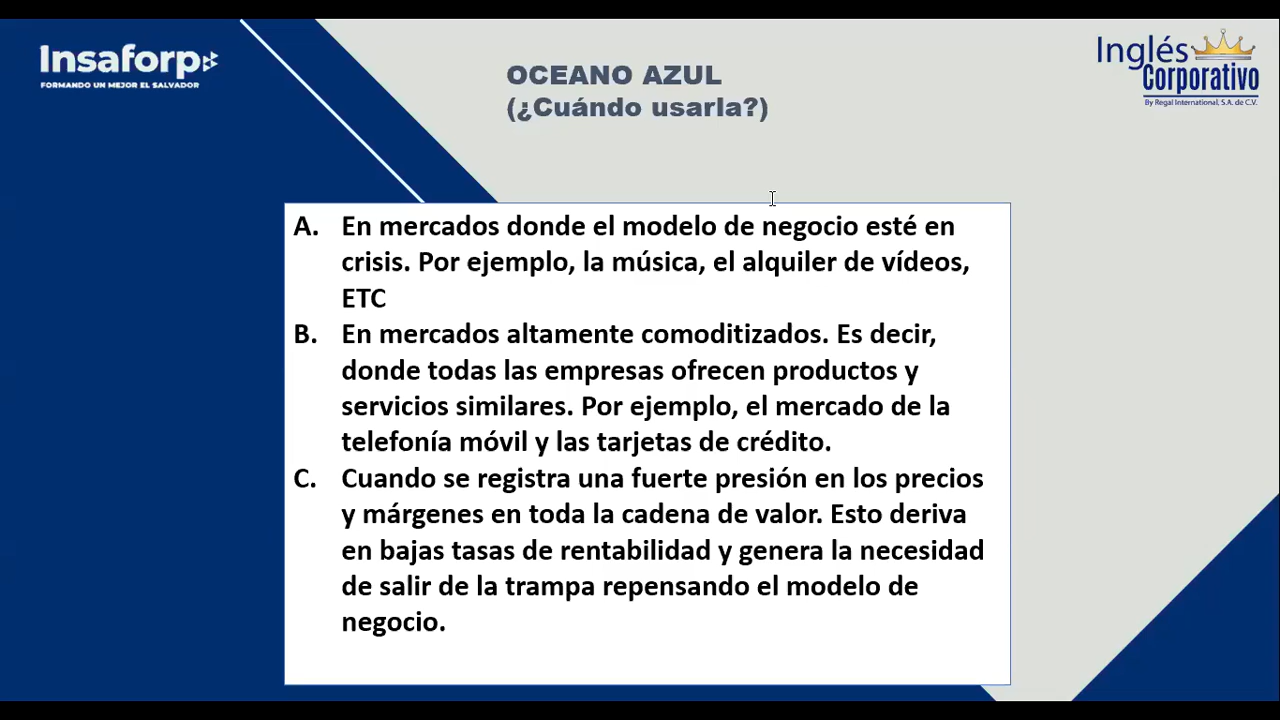 Insaforp
FORMANDO UN MEJOR EL SALVADOR
Inglés
Corporativo
By Regal International, S.A. de C.V.
OCEANO AZUL
(¿Cuándo usarla?)
A. En mercados donde el modelo de negocio esté en
crisis. Por ejemplo, la música, el alquiler de vídeos,
ETC
B. En mercados altamente comoditizados. Es decir,
donde todas las empresas ofrecen productos y
servicios similares. Por ejemplo, el mercado de la
telefonía móvil y las tarjetas de crédito.
C. Cuando se registra una fuerte presión en los precios
y márgenes en toda la cadena de valor. Esto deriva
en bajas tasas de rentabilidad y genera la necesidad
de salir de la trampa repensando el modelo de
negocio.